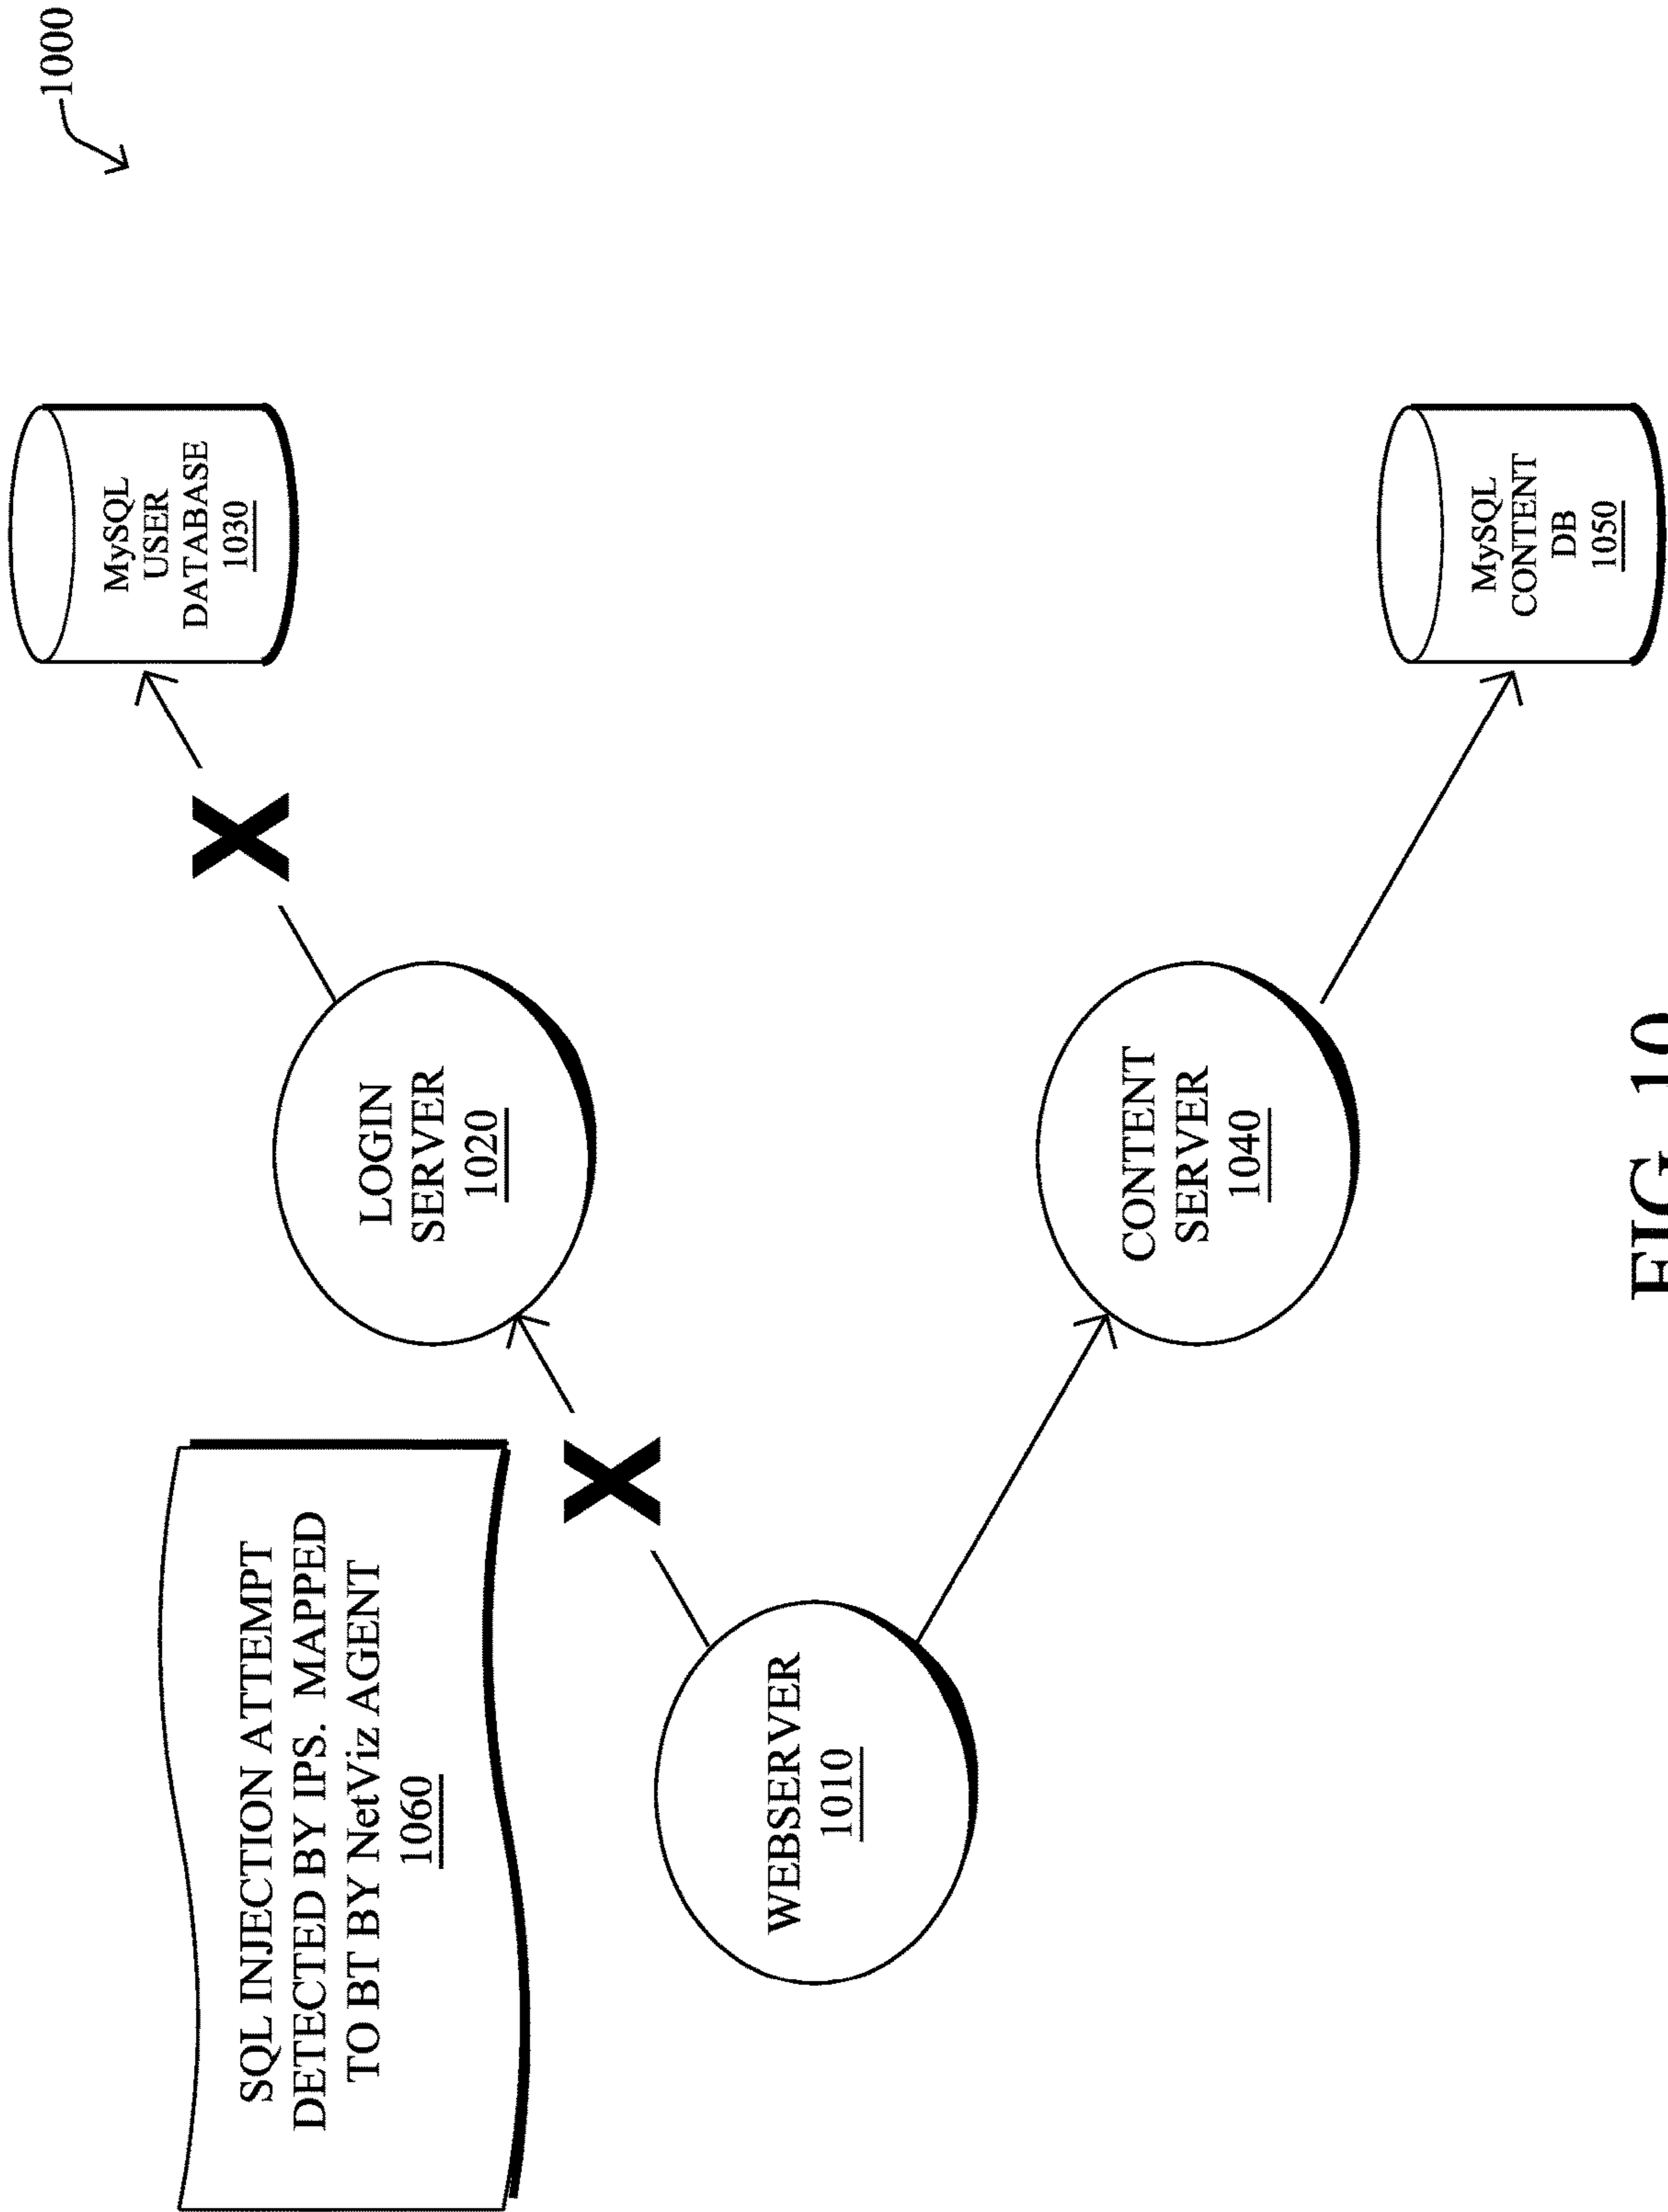 1000
SQL INJECTION ATTEMPT
DETECTED BY IPS. MAPPED
TO BT BY NetViz AGENT
1060
WEBSERVER
1010
LOGIN
SERVER
1020
X
X
MySQL
USER
DATABASE
1030
CONTENT
SERVER
1040
MySQL
CONTENT
DB
1050
FIG. 10